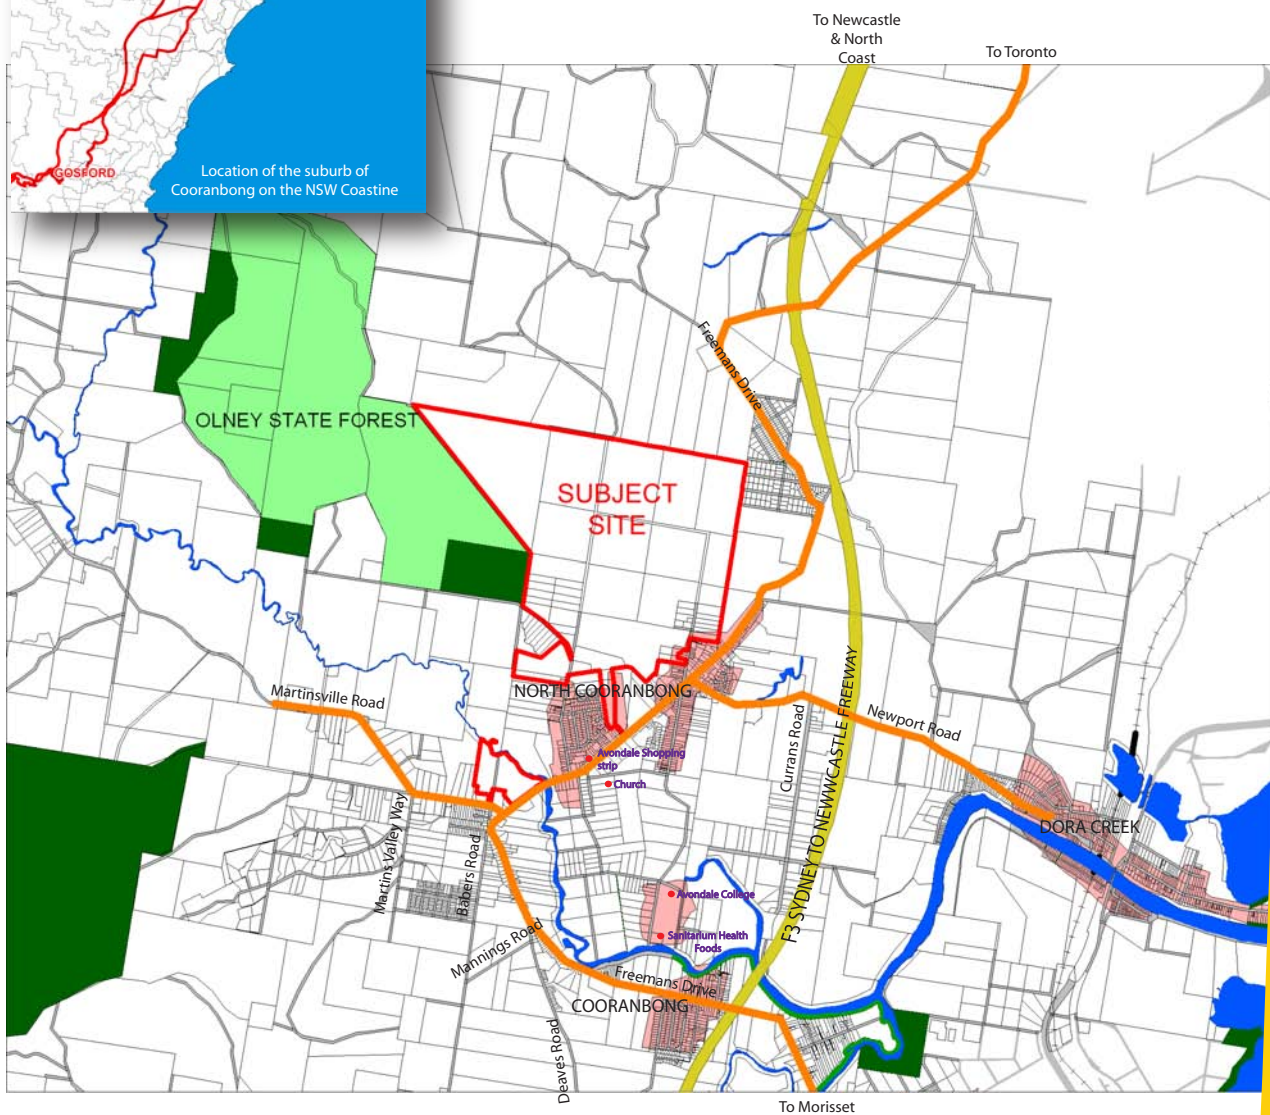 To Newcastle
& North
Coast
To Toronto
GOSFORD
Location of the suburb of
Cooranbong on the NSW Coastine
Freemans Drive
OLNEY STATE FOREST
SUBJECT
SITE
Martinsville Road
NORTH COORANBONG
Newport Road
Currans Road
F3 SYDNEY TO NEWWCASTLE FREEWAY
Avondale Shopping
strip
Church
DORA CREEK
Martins Valley Way
Babers Road
Avondale College
Sanitarium Health
Foods
Mannings Road
Freemans Drive
COORANBONG
Deaves Road
To Morisset